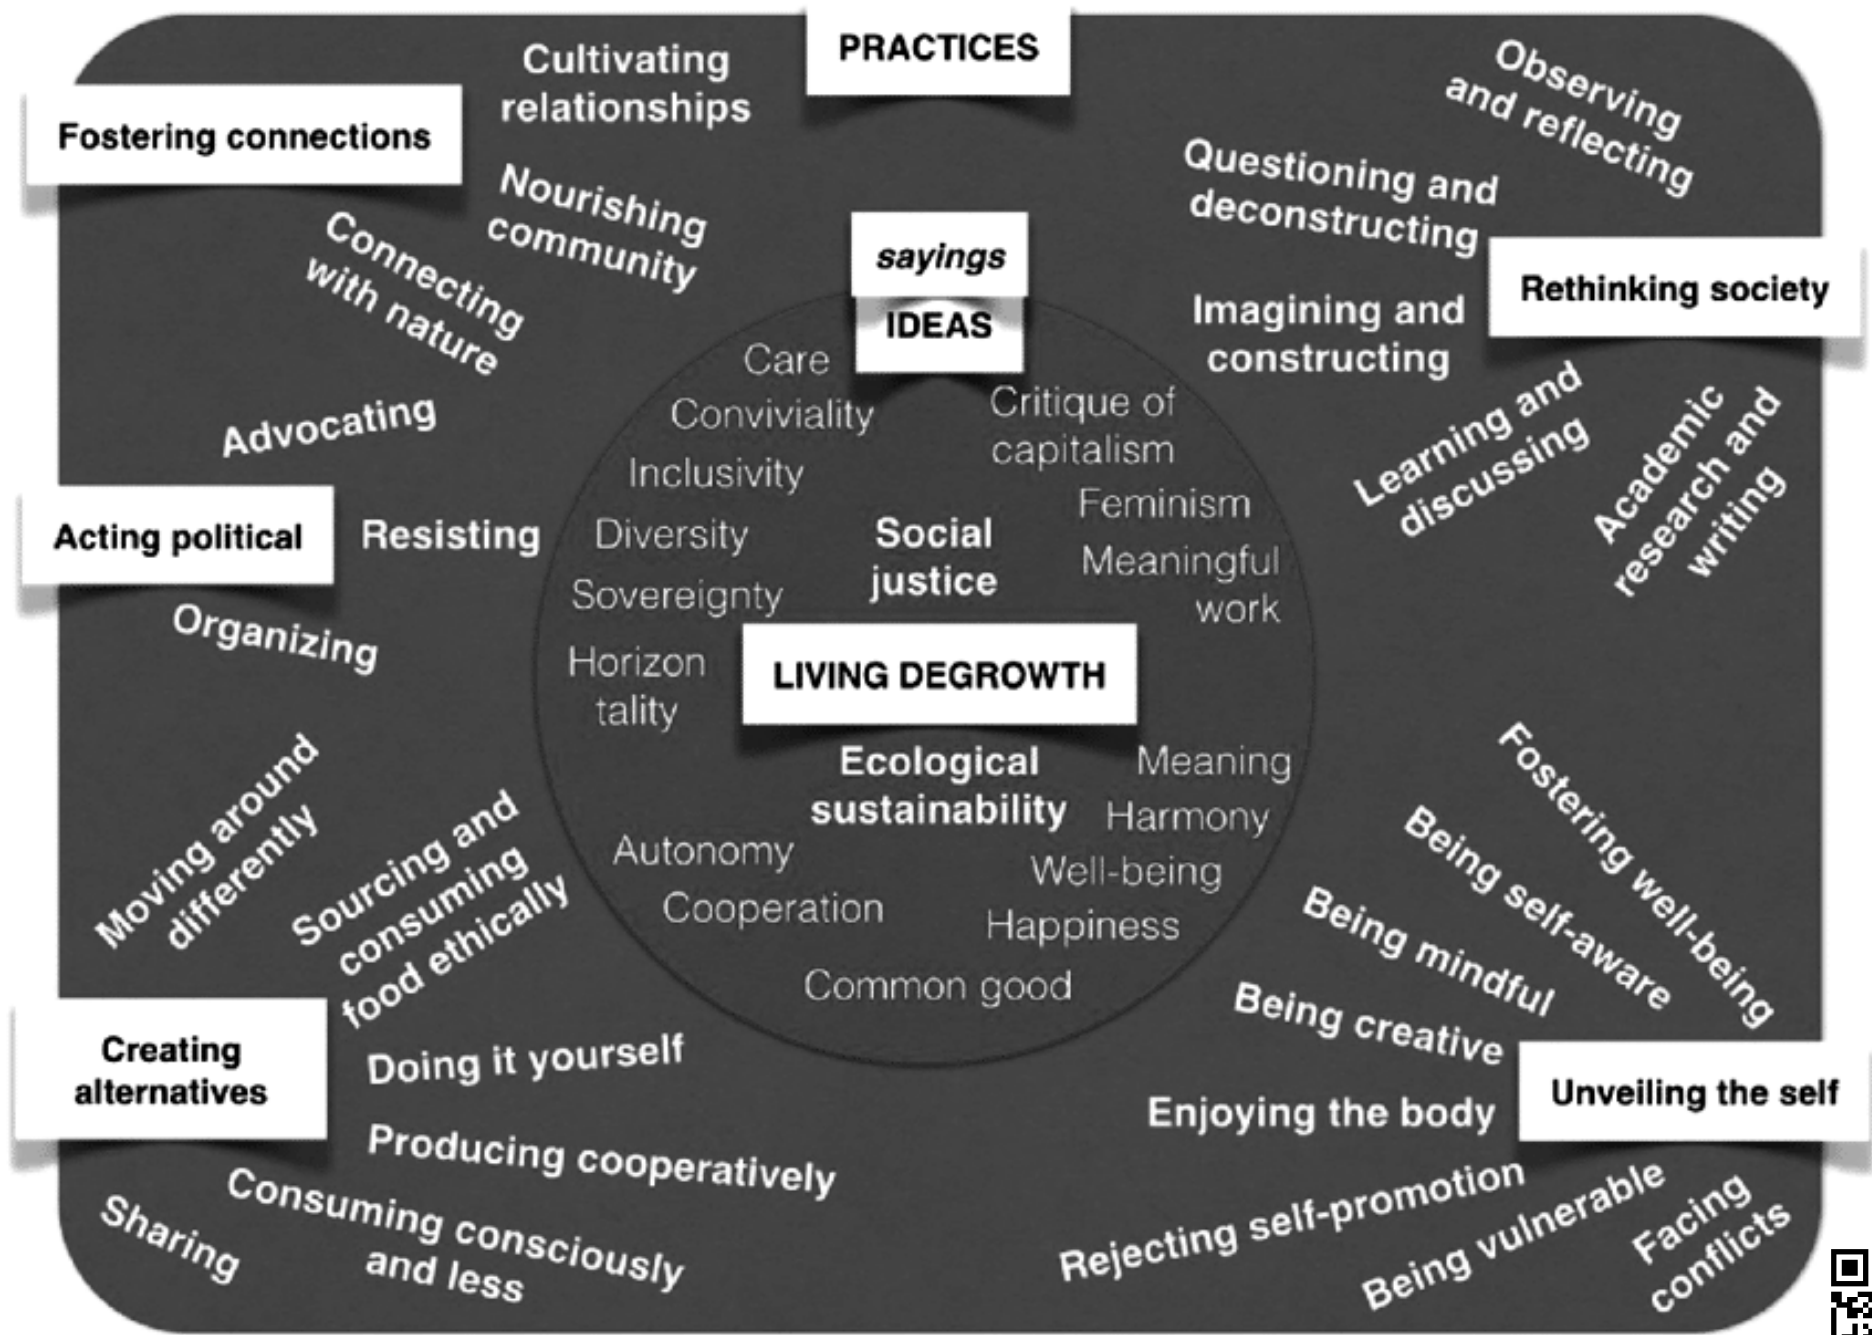 PRACTICES
Fostering connections
Cultivating
relationships
Nourishing
community
Connecting
with nature
Observing
and reflecting
Questioning and
deconstructing
Rethinking society
Imagining and
constructing
Learning and
discussing
Academic
research and
writing
Advocating
Acting political
Resisting
Organizing
sayings
IDEAS
Care
Conviviality
Inclusivity
Diversity
Sovereignty
Horizon
tality
Critique of
capitalism
Feminism
Meaningful
work
Social
justice
LIVING DEGROWTH
Ecological
sustainability
Meaning
Harmony
Well-being
Happiness
Autonomy
Cooperation
Common good
Moving around
differently
Sourcing and
consuming
food ethically
Creating
alternatives
Doing it yourself
Producing cooperatively
Consuming consciously
and less
Sharing
Fostering well-being
Being self-aware
Being mindful
Being creative
Unveiling the self
Enjoying the body
Rejecting self-promotion
Being vulnerable
Facing
conflicts